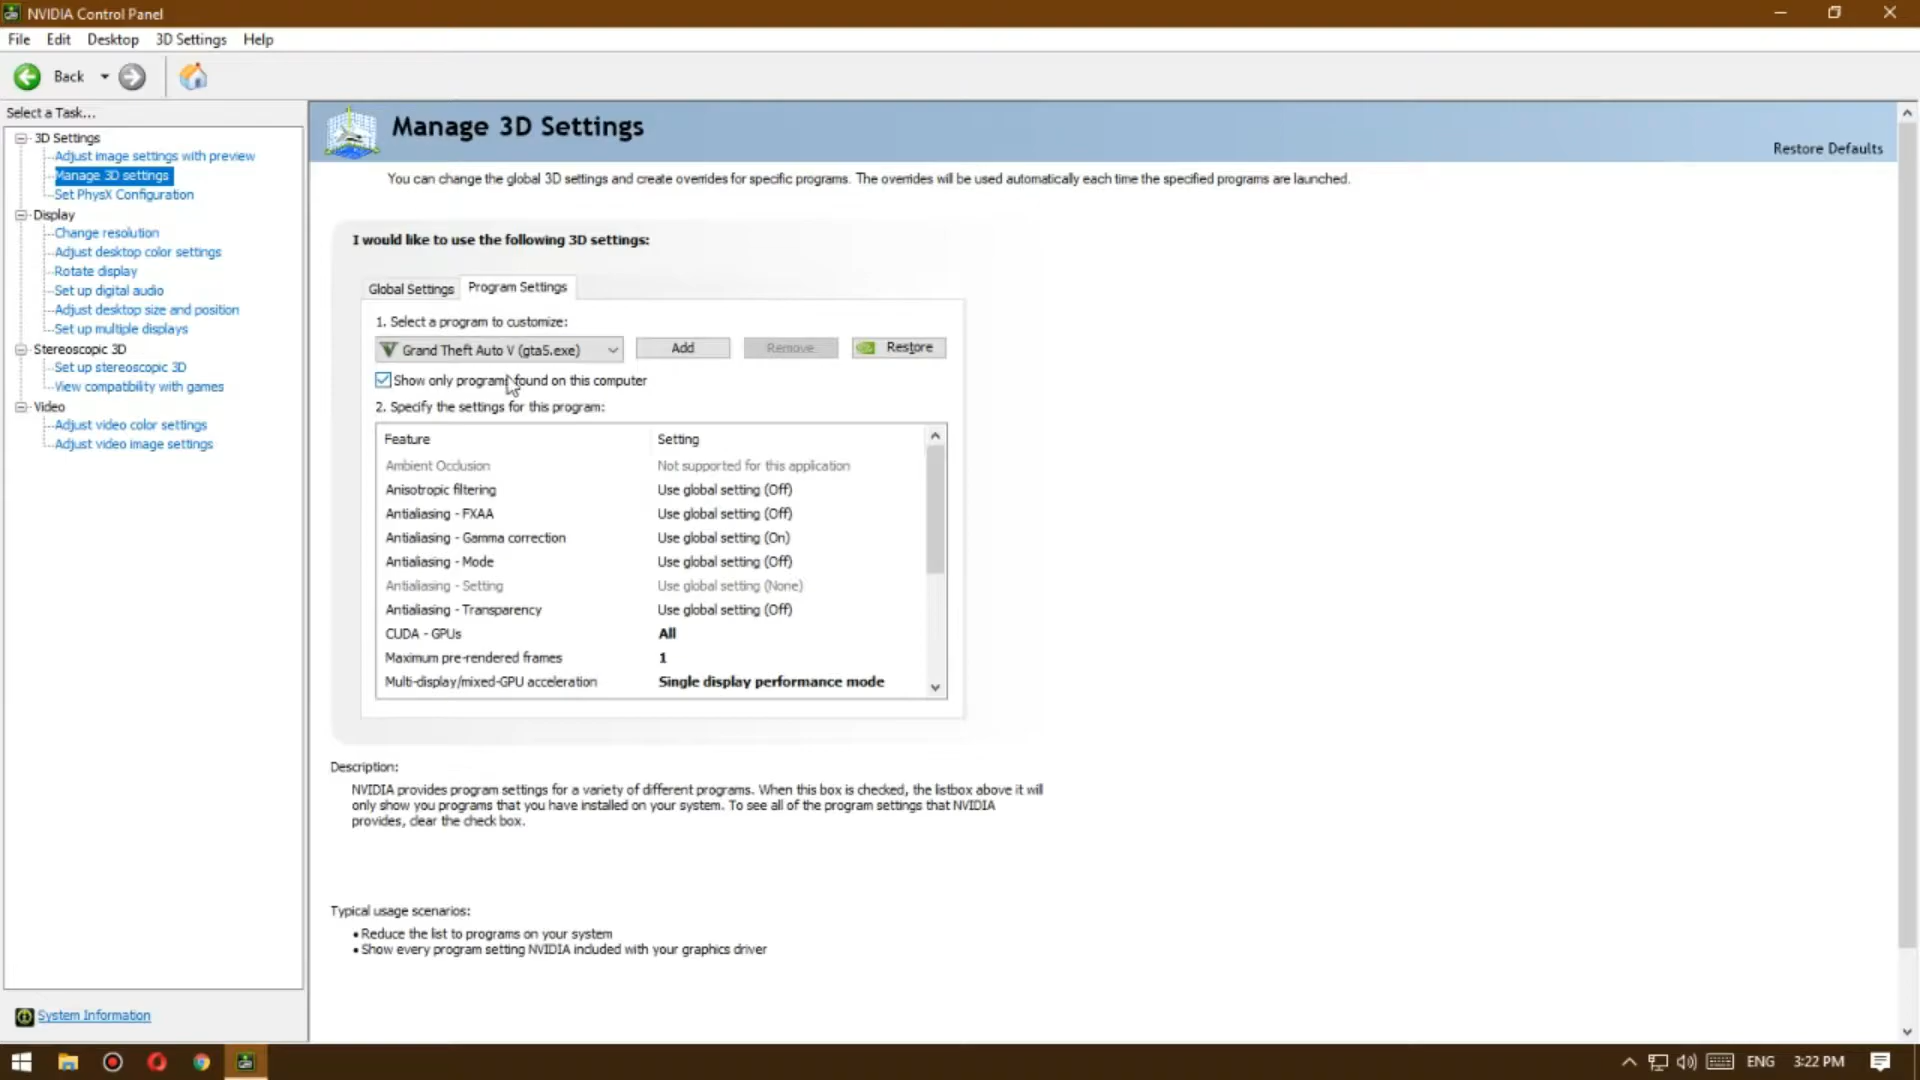 NVIDIA Control Panel
File Edit Desktop 3D Settings Help
Back
Select a Task...
3D Settings
Adjust image settings with preview
Manage 3D settings
Set PhysX Configuration
Display
Change resolution
Adjust desktop color settings
Rotate display
Set up digital audio
Adjust desktop size and position
Set up multiple displays
Stereoscopic 3D
Set up stereoscopic 3D
View compatibility with games
Video
Adjust video color settings
Adjust video image settings
System Information
Manage 3D Settings
Restore Defaults
You can change the global 3D settings and create overrides for specific programs. The overrides will be used automatically each time the specified programs are launched.
I would like to use the following 3D settings:
Global Settings Program Settings
1. Select a program to customize:
Grand Theft Auto V (gta5.exe) Add Remove Restore
Show only programs found on this computer
2. Specify the settings for this program:
Feature Setting
Ambient Occlusion Not supported for this application
Anisotropic filtering Use global setting (Off)
Antialiasing - FXAA Use global setting (Off)
Antialiasing - Gamma correction Use global setting (On)
Antialiasing - Mode Use global setting (Off)
Antialiasing - Setting Use global setting (None)
Antialiasing - Transparency Use global setting (Off)
CUDA - GPUs All
Maximum pre-rendered frames 1
Multi-display/mixed-GPU acceleration Single display performance mode
Description:
NVIDIA provides program settings for a variety of different programs. When this box is checked, the listbox above it will
only show you programs that you have installed on your system. To see all of the program settings that NVIDIA
provides, clear the check box.
Typical usage scenarios:
• Reduce the list to programs on your system
• Show every program setting NVIDIA included with your graphics driver
ENG 3:22 PM